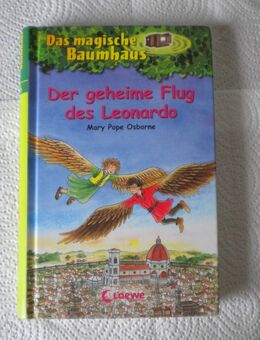 Das magische
Baumhaus
Der geheime Flug
des Leonardo
Mary Pope Osborne
Loewe